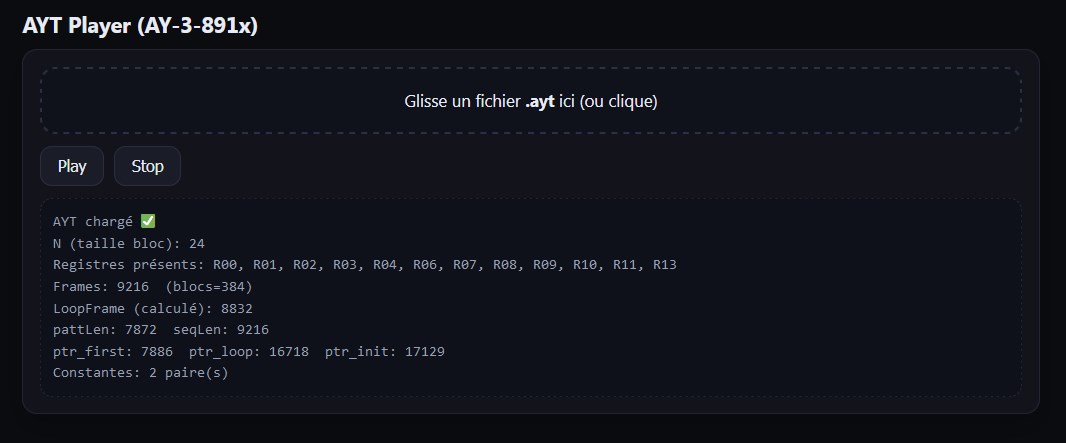 AYT Player (AY-3-891x)
Glisse un fichier .ayt ici (ou clique)
Play
Stop
AYT chargé ✅
N (taille bloc): 24
Registres présents: R00, R01, R02, R03, R04, R06, R07, R08, R09, R10, R11, R13
Frames: 9216  (blocs=384)
LoopFrame (calculé): 8832
pattLen: 7872  seqLen: 9216
ptr_first: 7886  ptr_loop: 16718  ptr_init: 17129
Constantes: 2 paire(s)